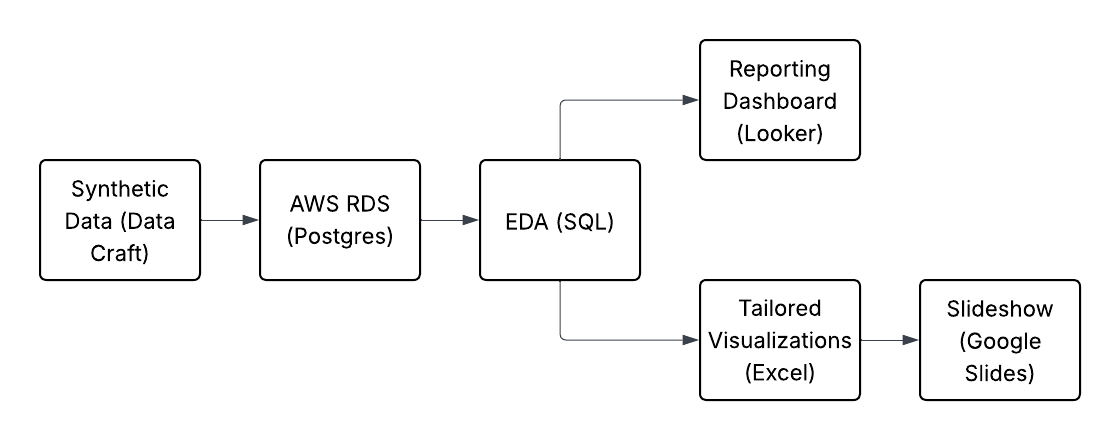 Synthetic
Data (Data
Craft)
AWS RDS
(Postgres)
EDA (SQL)
Reporting
Dashboard
(Looker)
Tailored
Visualizations
(Excel)
Slideshow
(Google
Slides)